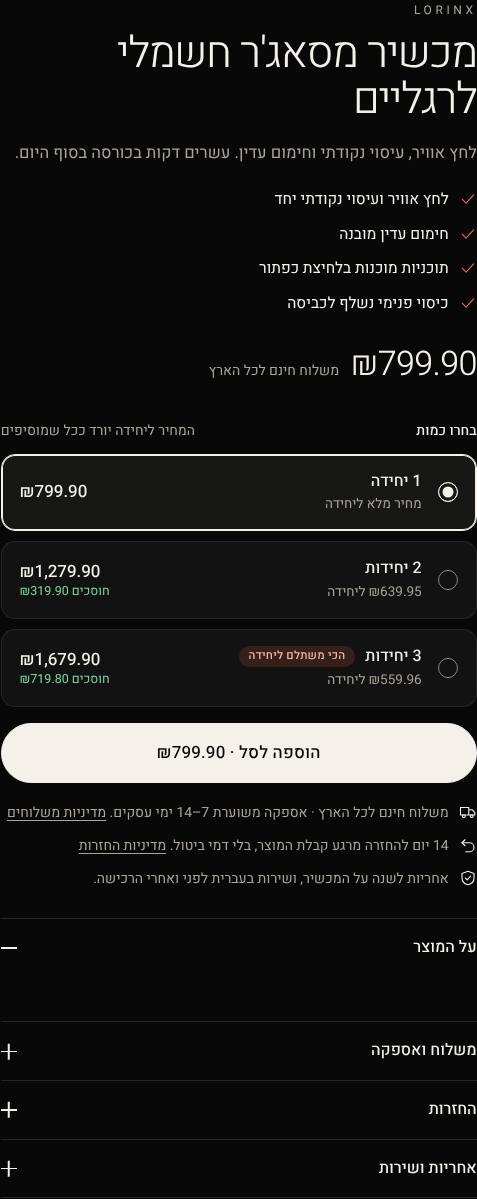 LORINX
מכשיר מסאג'ר חשמלי
לרגליים
לחץ אוויר, עיסוי נקודתי וחימום עדין. עשרים דקות בכורסה בסוף היום.
לחץ אוויר ועיסוי נקודתי יחד
חימום עדין מובנה
תוכניות מוכנות בלחיצת כפתור
כיסוי פנימי נשלף לכביסה
₪799.90 משלוח חינם לכל הארץ
בחרו כמות המחיר ליחידה יורד ככל שמוסיפים
1 יחידה ₪799.90
מחיר מלא ליחידה
2 יחידות ₪1,279.90
₪639.95 ליחידה חוסכים ₪319.90
3 יחידות הכי משתלם ליחידה ₪1,679.90
₪559.96 ליחידה חוסכים ₪719.80
הוספה לסל · ₪799.90
משלוח חינם לכל הארץ · אספקה משוערת 7–14 ימי עסקים. מדיניות משלוחים
14 יום להחזרה מרגע קבלת המוצר, בלי דמי ביטול. מדיניות החזרות
אחריות לשנה על המכשיר, ושירות בעברית לפני ואחרי הרכישה.
על המוצר
משלוח ואספקה
החזרות
אחריות ושירות